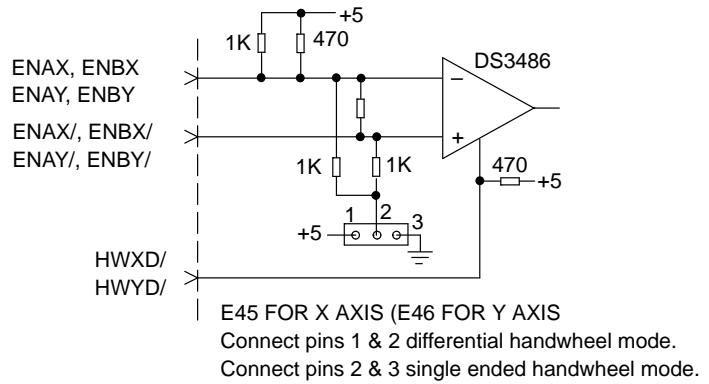 +5
1K 470
DS3486
ENAX, ENBX
ENAY, ENBY
–
ENAX/, ENBX/
ENAY/, ENBY/
+
1K 1K
470
+5
1 2 3
+5
HWXD/
HWYD/
E45 FOR X AXIS (E46 FOR Y AXIS
Connect pins 1 & 2 differential handwheel mode.
Connect pins 2 & 3 single ended handwheel mode.